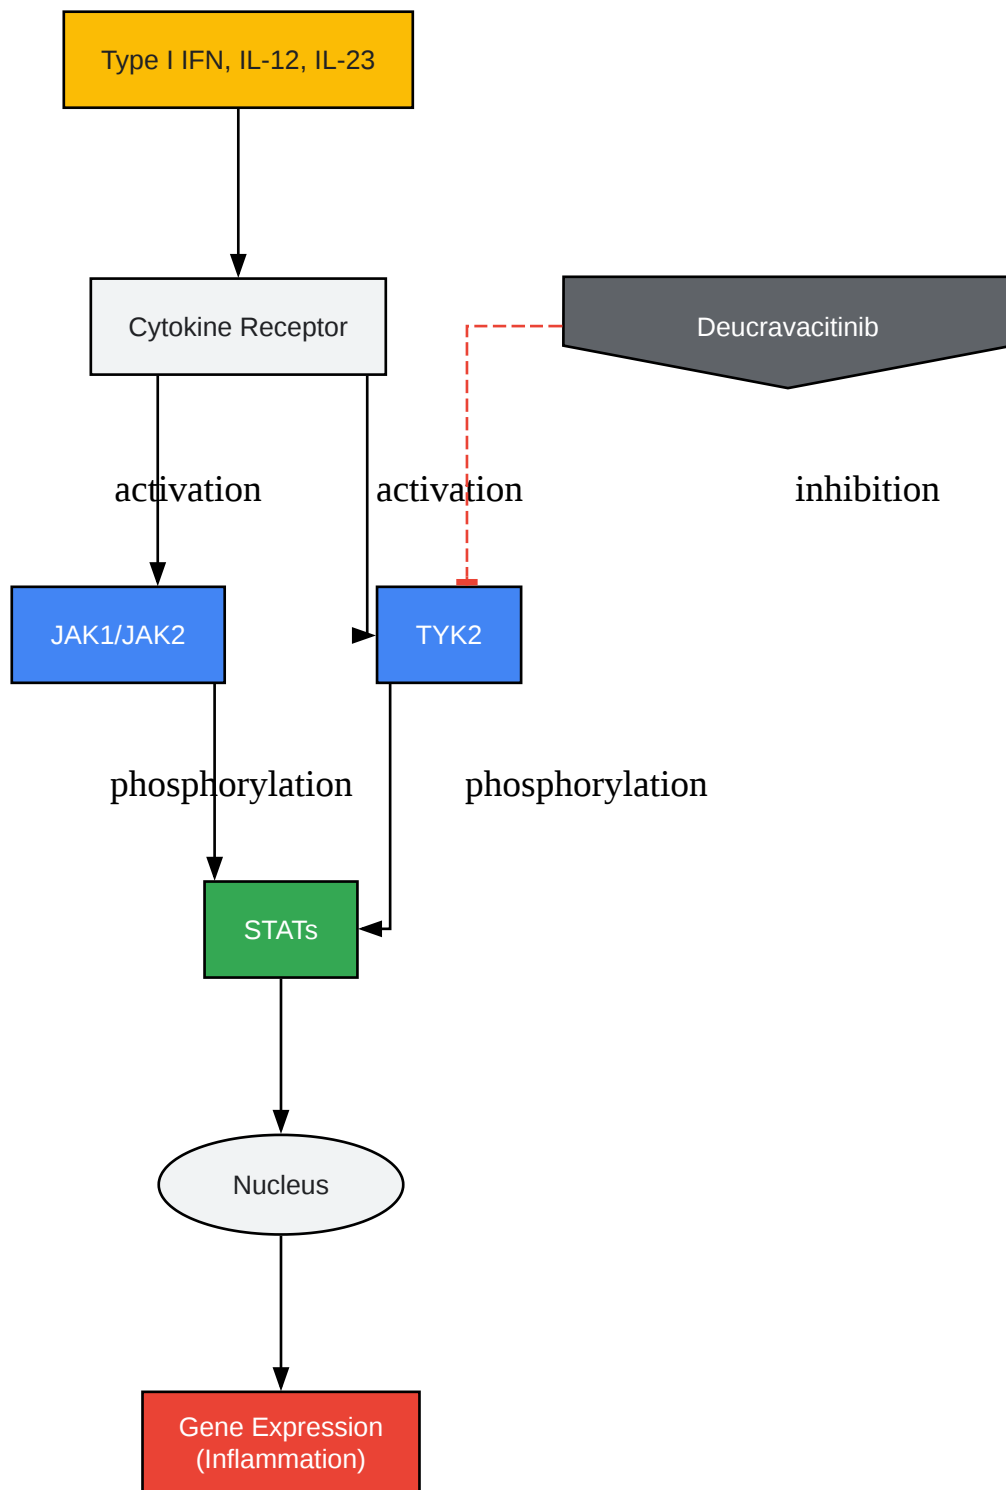 Type I IFN, IL-12, IL-23
Cytokine Receptor
Deucravacitinib
activation
activation
inhibition
JAK1/JAK2
TYK2
phosphorylation
phosphorylation
STATs
Nucleus
Gene Expression
(Inflammation)